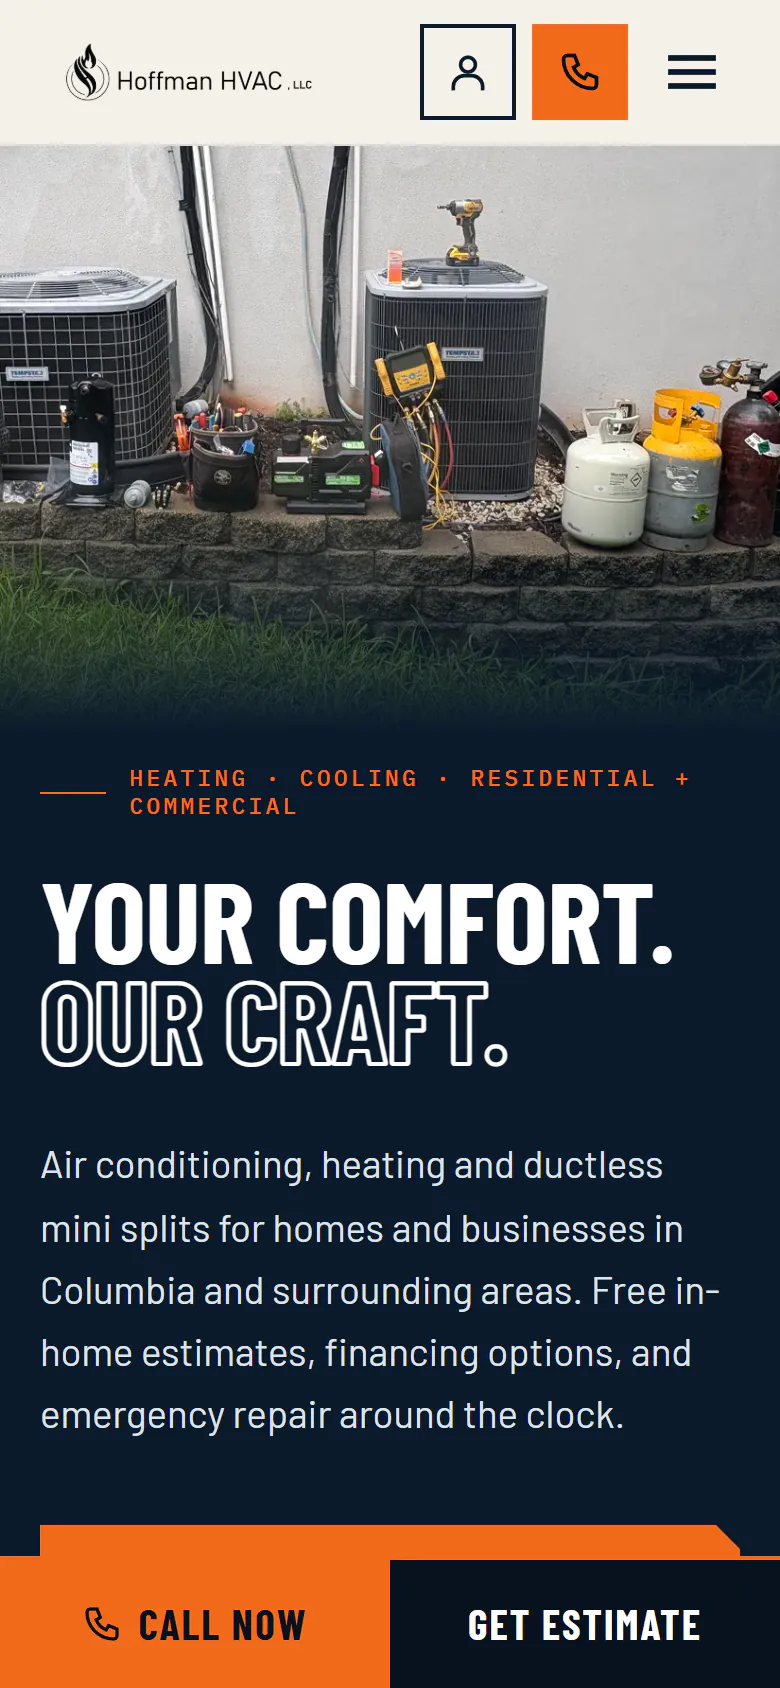 Hoffman HVAC, LLC
TEMPSTAR
TEMPSTAR
HEATING · COOLING · RESIDENTIAL +
COMMERCIAL
YOUR COMFORT.
OUR CRAFT.
Air conditioning, heating and ductless
mini splits for homes and businesses in
Columbia and surrounding areas. Free in-
home estimates, financing options, and
emergency repair around the clock.
CALL NOW
GET ESTIMATE